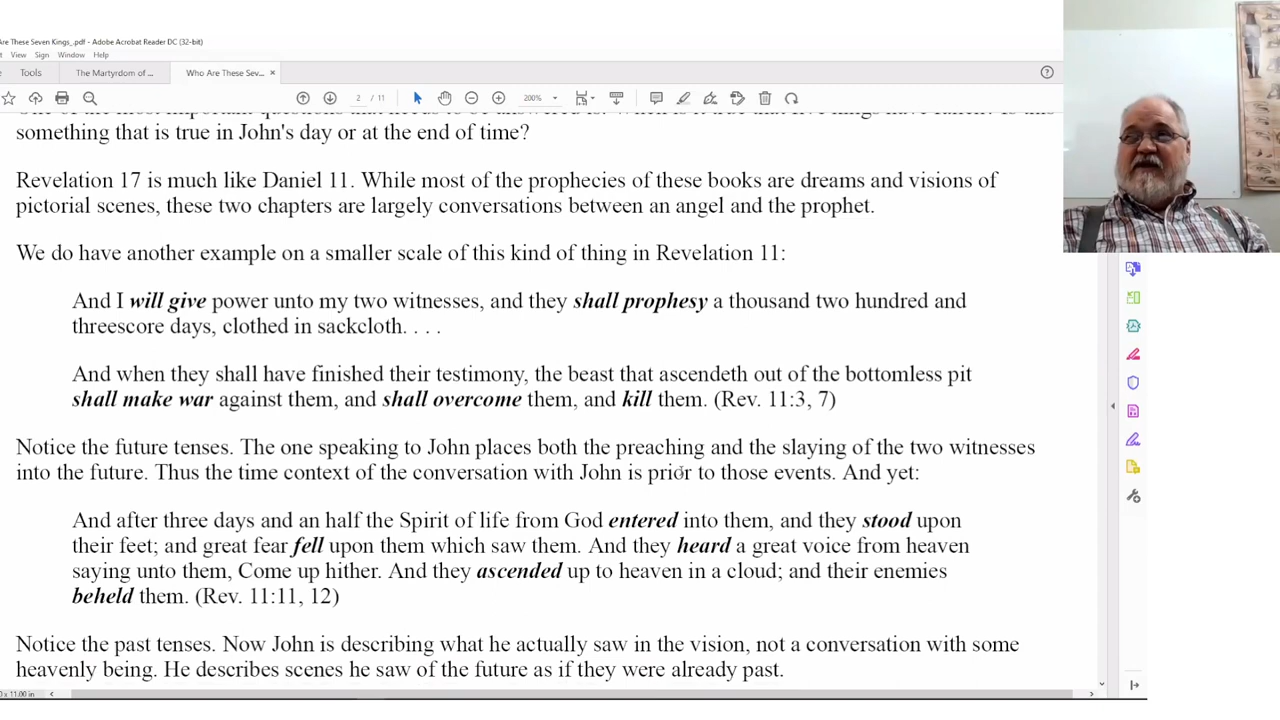 Are These Seven Kings_.pdf - Adobe Acrobat Reader DC (32-bit)
View Sign Window Help
Tools The Martyrdom of ... Who Are These Sev... ×
2 / 11 200%
something that is true in John's day or at the end of time?
Revelation 17 is much like Daniel 11. While most of the prophecies of these books are dreams and visions of
pictorial scenes, these two chapters are largely conversations between an angel and the prophet.
We do have another example on a smaller scale of this kind of thing in Revelation 11:
And I will give power unto my two witnesses, and they shall prophesy a thousand two hundred and
threescore days, clothed in sackcloth. . . .
And when they shall have finished their testimony, the beast that ascendeth out of the bottomless pit
shall make war against them, and shall overcome them, and kill them. (Rev. 11:3, 7)
Notice the future tenses. The one speaking to John places both the preaching and the slaying of the two witnesses
into the future. Thus the time context of the conversation with John is prior to those events. And yet:
And after three days and an half the Spirit of life from God entered into them, and they stood upon
their feet; and great fear fell upon them which saw them. And they heard a great voice from heaven
saying unto them, Come up hither. And they ascended up to heaven in a cloud; and their enemies
beheld them. (Rev. 11:11, 12)
Notice the past tenses. Now John is describing what he actually saw in the vision, not a conversation with some
heavenly being. He describes scenes he saw of the future as if they were already past.
x 11.00 in